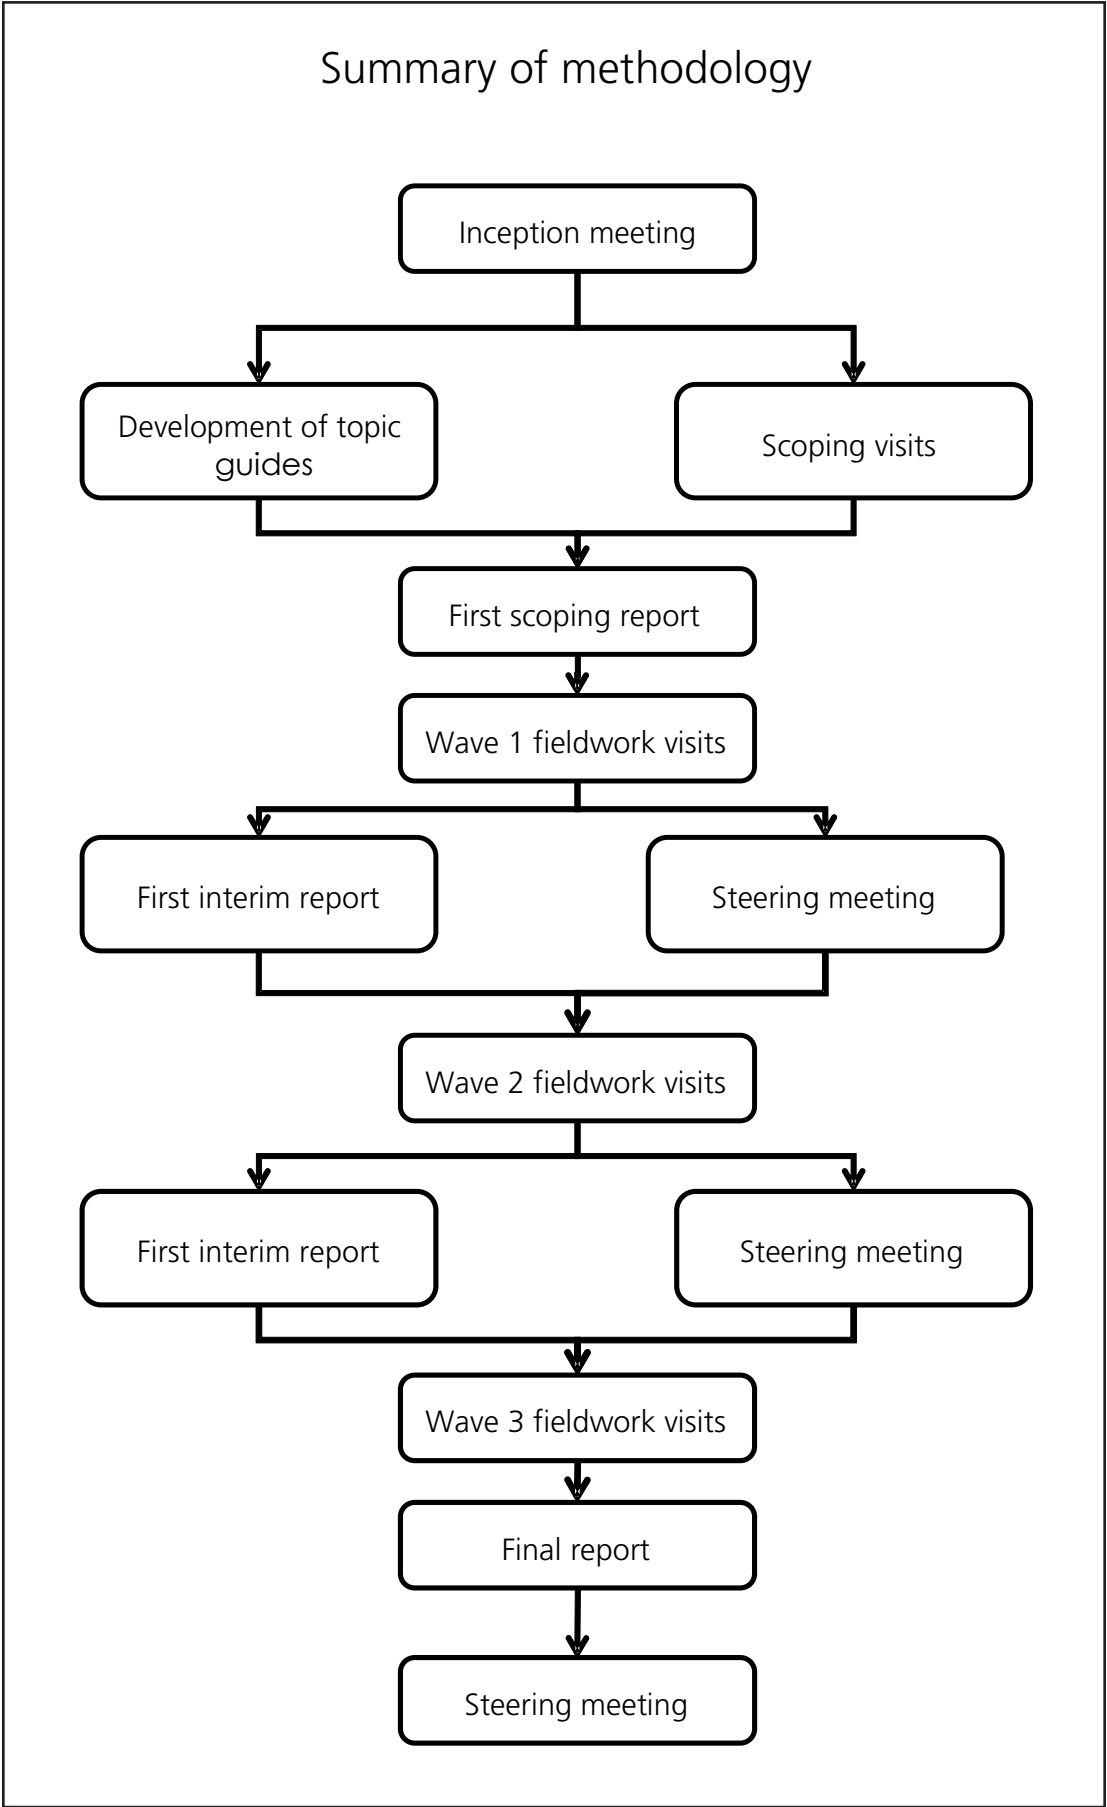 Summary of methodology
Inception meeting
Development of topic
guides
Scoping visits
First scoping report
Wave 1 fieldwork visits
First interim report
Steering meeting
Wave 2 fieldwork visits
First interim report
Steering meeting
Wave 3 fieldwork visits
Final report
Steering meeting